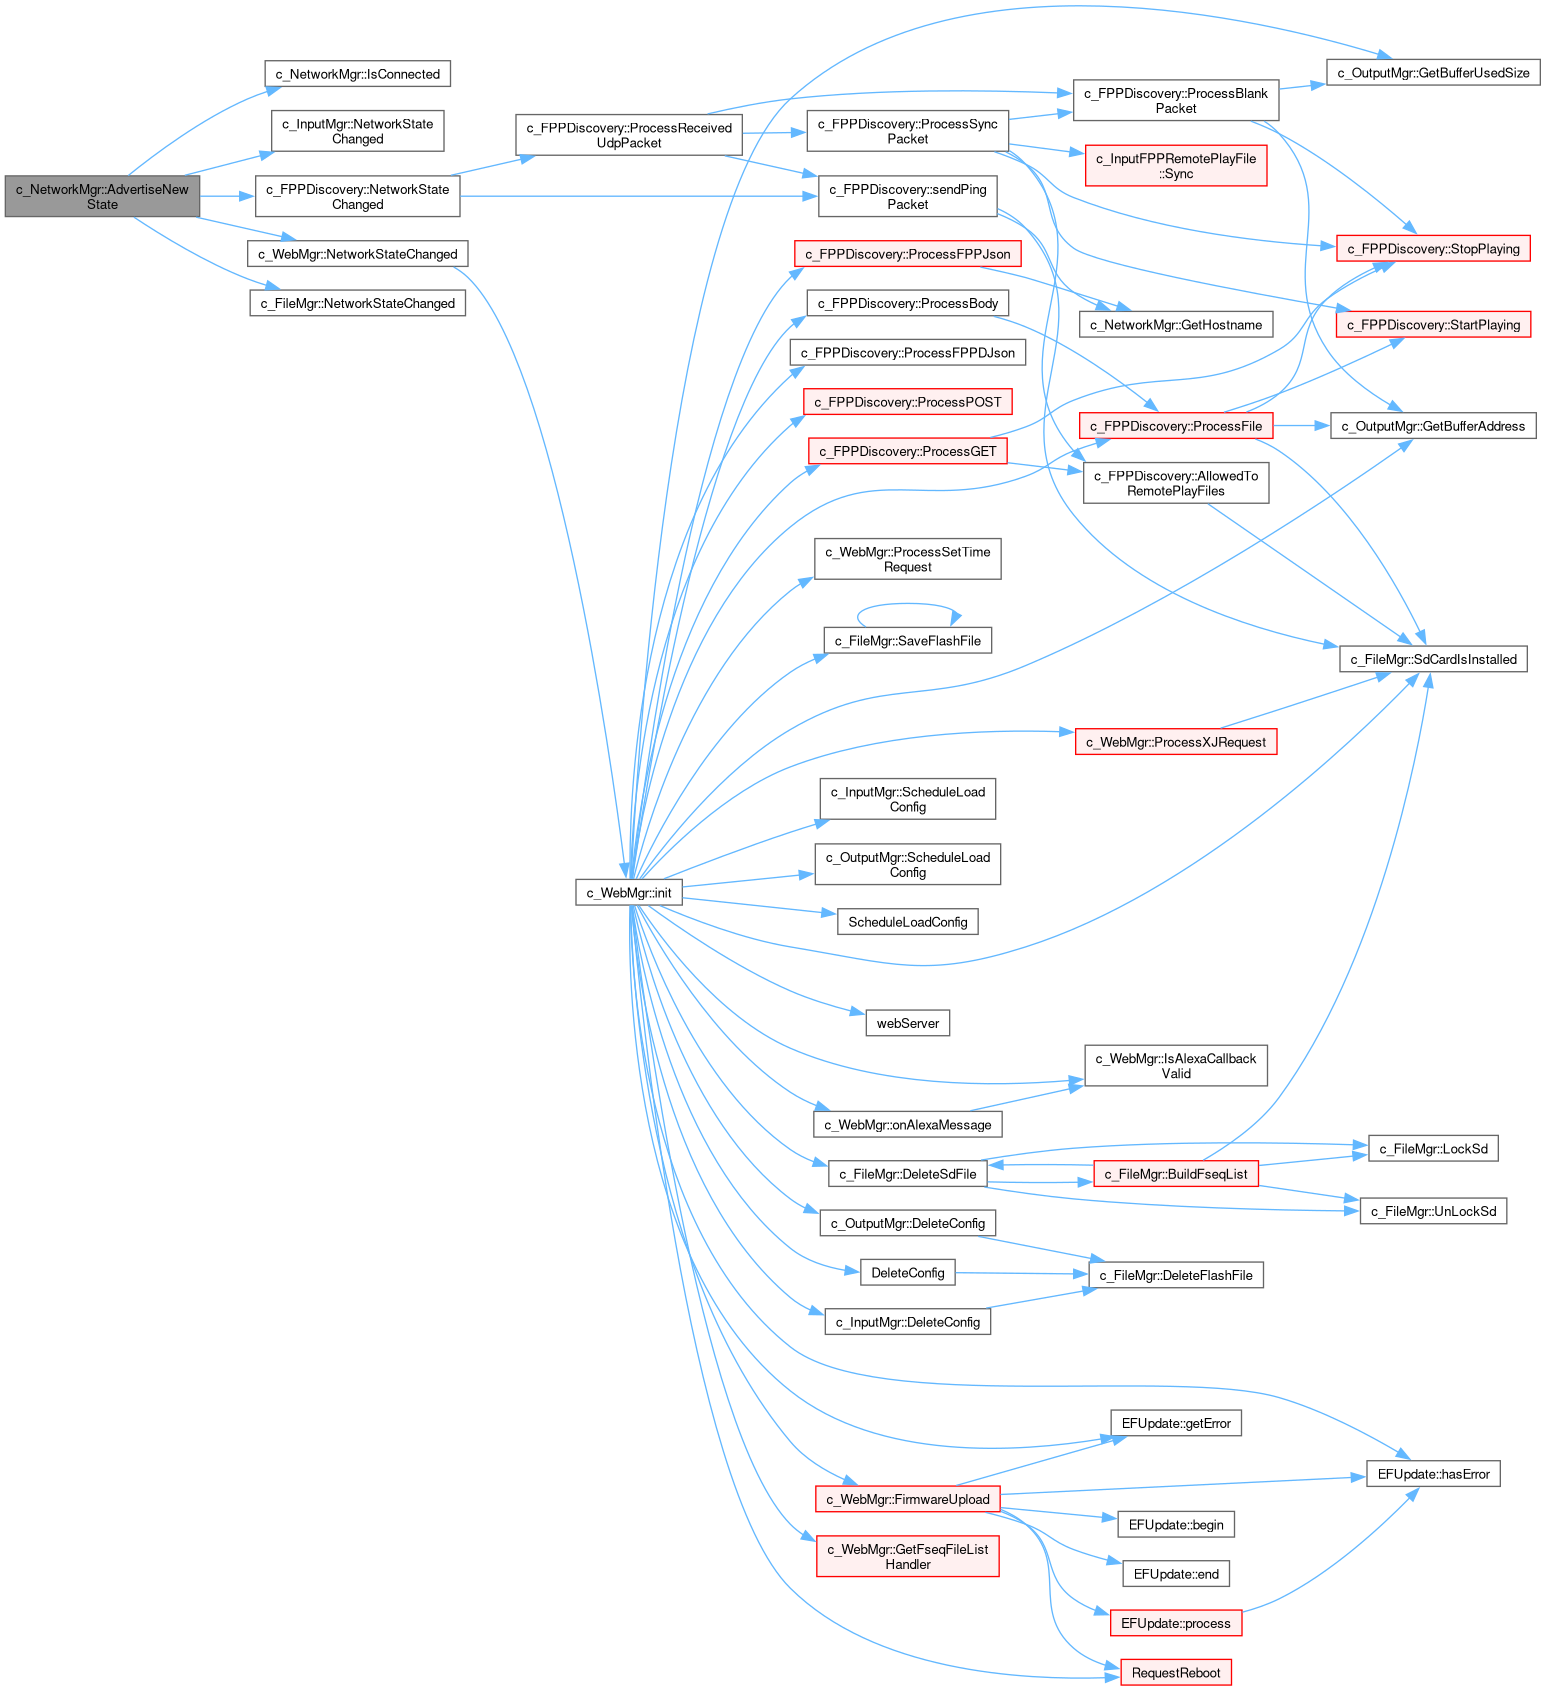 c_NetworkMgr::AdvertiseNew
State
c_NetworkMgr::IsConnected
c_InputMgr::NetworkState
Changed
c_FPPDiscovery::NetworkState
Changed
c_WebMgr::NetworkStateChanged
c_FileMgr::NetworkStateChanged
c_FPPDiscovery::ProcessReceived
UdpPacket
c_WebMgr::init
c_FPPDiscovery::ProcessSync
Packet
c_FPPDiscovery::sendPing
Packet
c_FPPDiscovery::ProcessFPPJson
c_FPPDiscovery::ProcessBody
c_FPPDiscovery::ProcessFPPDJson
c_FPPDiscovery::ProcessPOST
c_FPPDiscovery::ProcessGET
c_WebMgr::ProcessSetTime
Request
c_FileMgr::SaveFlashFile
c_InputMgr::ScheduleLoad
Config
c_OutputMgr::ScheduleLoad
Config
ScheduleLoadConfig
webServer
c_WebMgr::onAlexaMessage
c_FileMgr::DeleteSdFile
c_OutputMgr::DeleteConfig
DeleteConfig
c_InputMgr::DeleteConfig
c_WebMgr::FirmwareUpload
c_WebMgr::GetFseqFileList
Handler
c_FPPDiscovery::ProcessBlank
Packet
c_InputFPPRemotePlayFile
::Sync
c_NetworkMgr::GetHostname
c_FPPDiscovery::ProcessFile
c_FPPDiscovery::AllowedTo
RemotePlayFiles
c_WebMgr::ProcessXJRequest
c_WebMgr::IsAlexaCallback
Valid
c_FileMgr::BuildFseqList
c_FileMgr::DeleteFlashFile
EFUpdate::getError
EFUpdate::begin
EFUpdate::end
EFUpdate::process
RequestReboot
c_OutputMgr::GetBufferUsedSize
c_FPPDiscovery::StopPlaying
c_FPPDiscovery::StartPlaying
c_OutputMgr::GetBufferAddress
c_FileMgr::SdCardIsInstalled
c_FileMgr::LockSd
c_FileMgr::UnLockSd
EFUpdate::hasError